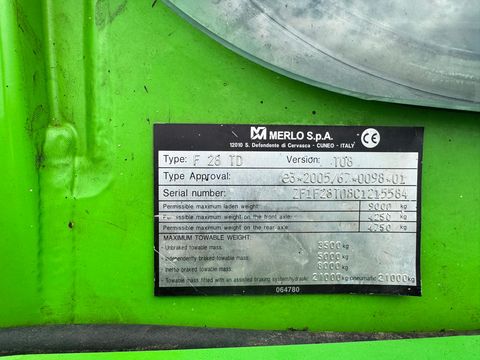 MERLO S.p.A.
12010 S. Defendente di Cervasca - CUNEO - ITALY
CE
Type: F 28 TD Version: T08
Type Approval: e3*2005/67*0098*01
Serial number: ZF1F28T08C1215584
Permissible maximum laden weight: 9000 kg
Permissible maximum weight on the front axle: 4250 kg
Permissible maximum weight on the rear axle: 4750 kg
MAXIMUM TOWABLE WEIGHT:
- Unbraked towable mass 3500 kg
- Independently braked towable mass 5000 kg
- Inertia-braked towable mass 8000 kg
- Towable mass fitted with an assisted braking system:hydraulic 21000 kg-pneumatic 21000 kg
064780